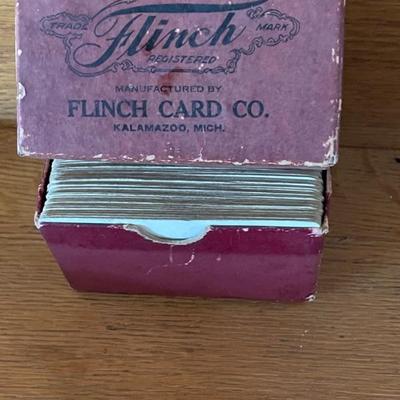 TRADE Flinch MARK
REGISTERED
MANUFACTURED BY
FLINCH CARD CO.
KALAMAZOO, MICH.